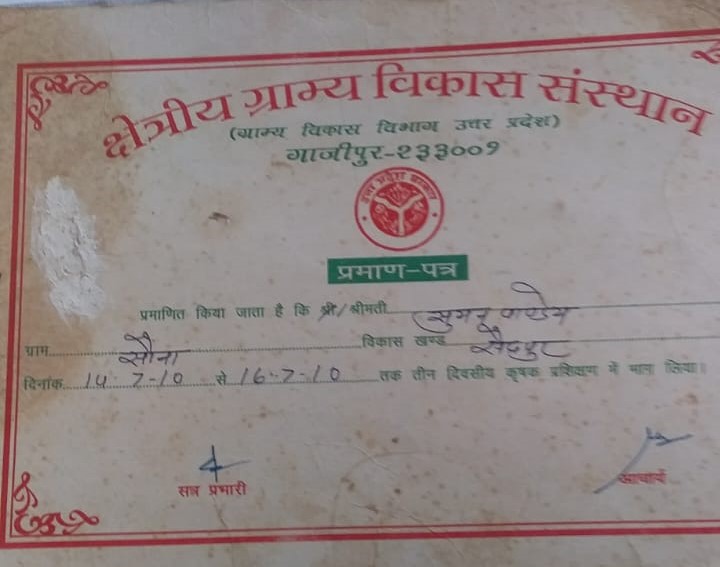 क्षेत्रीय ग्राम्य विकास संस्थान
(ग्राम्य विकास विभाग उत्तर प्रदेश)
गाजीपुर-२३३००१
उत्तर प्रदेश सरकार
प्रमाण-पत्र
प्रमाणित किया जाता है कि श्री/श्रीमती सुमन पाण्डेय
ग्राम सौना विकास खण्ड सैदपुर
दिनांक 14-7-10 से 16-7-10 तक तीन दिवसीय कृषक प्रशिक्षण में भाग लिया।
सत्र प्रभारी
आचार्य